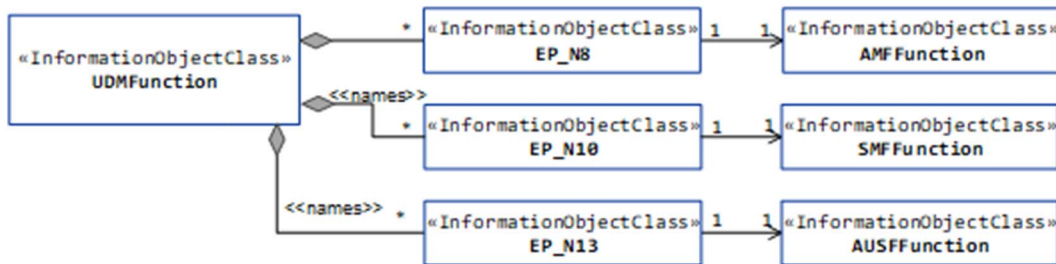 «InformationObjectClass»
UDMFunction
*
«InformationObjectClass»
EP_N8
1
1
«InformationObjectClass»
AMFFunction
<<names>>
*
«InformationObjectClass»
EP_N10
1
1
«InformationObjectClass»
SMFFunction
<<names>>
*
«InformationObjectClass»
EP_N13
1
1
«InformationObjectClass»
AUSFFunction